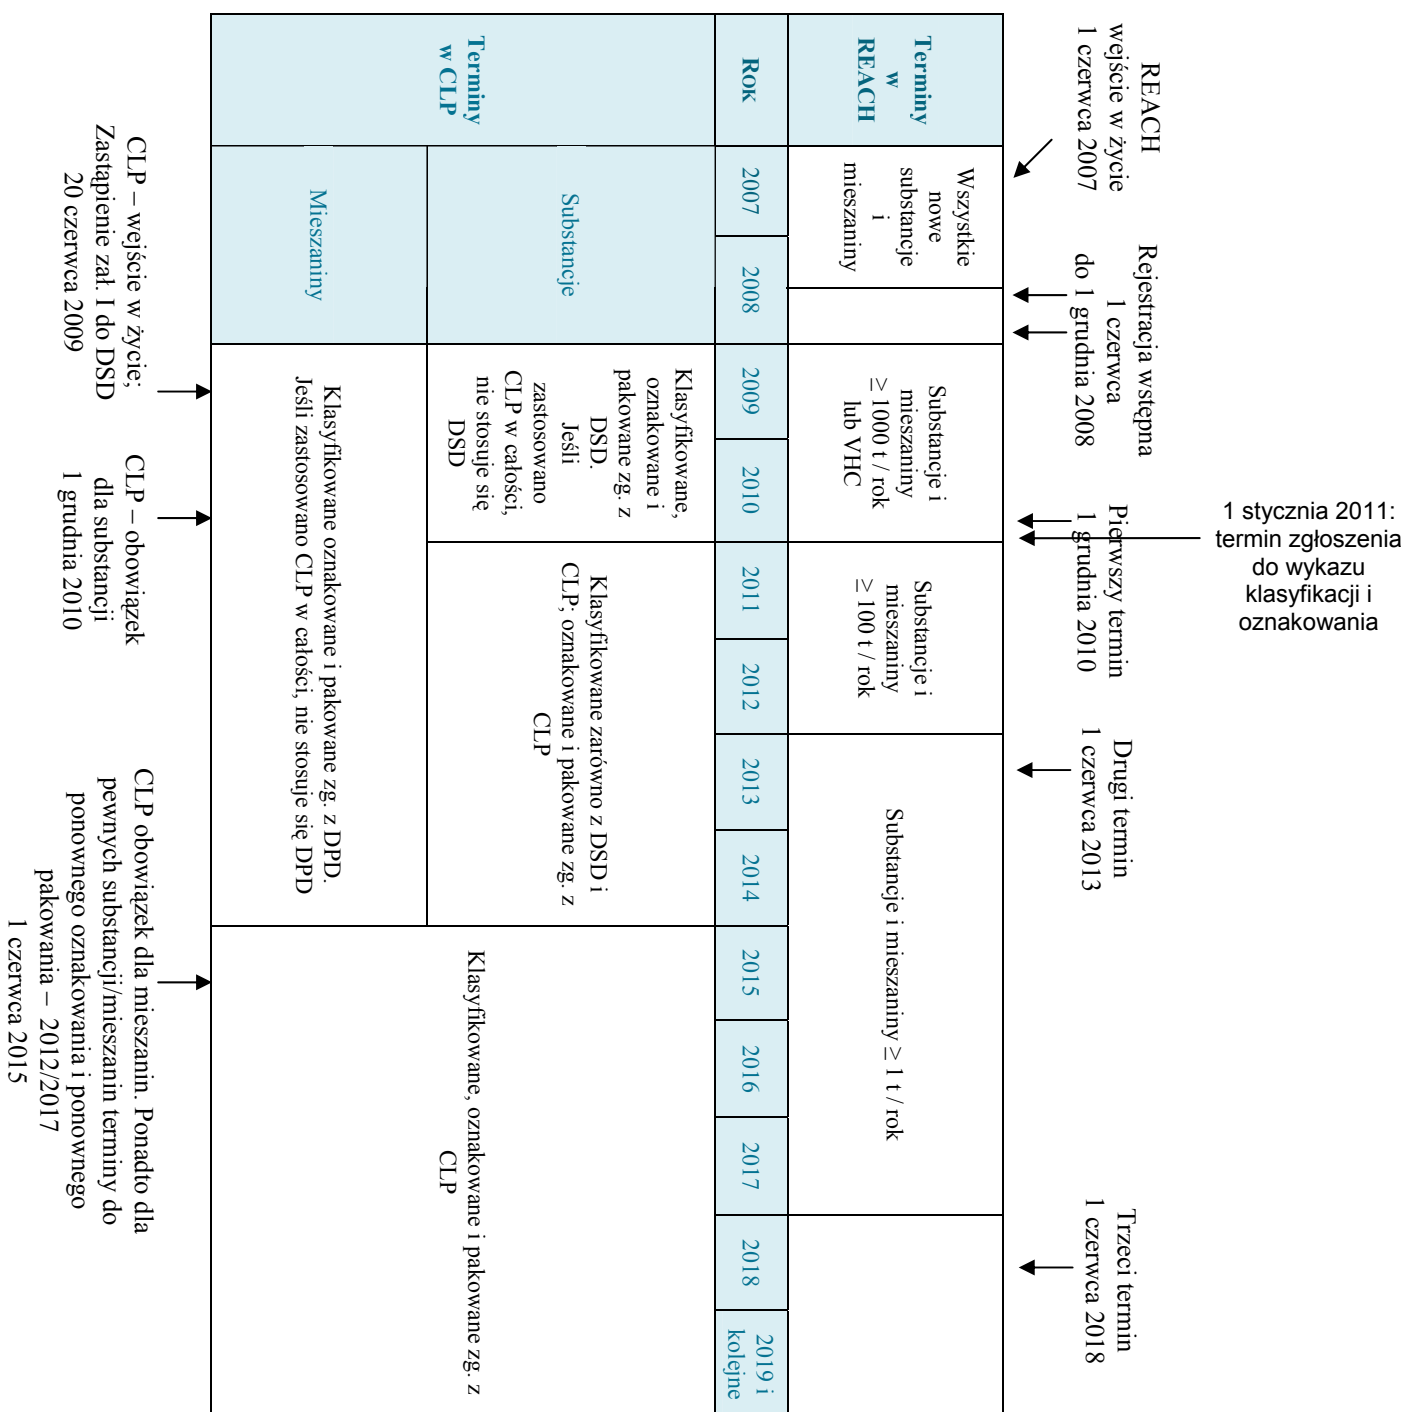 REACH
wejście w życie
1 czerwca 2007
Rejestracja wstępna
1 czerwca
do 1 grudnia 2008
Pierwszy termin
1 grudnia 2010
1 stycznia 2011:
termin zgłoszenia
do wykazu
klasyfikacji i
oznakowania
Drugi termin
1 czerwca 2013
Trzeci termin
1 czerwca 2018
Terminy
w
REACH
Wszystkie
nowe
substancje
i
mieszaniny
Substancje i
mieszaniny
≥ 1000 t / rok
lub VHC
Substancje i
mieszaniny
≥ 100 t / rok
Substancje i mieszaniny ≥ 1 t / rok
ROK
2007
2008
2009
2010
2011
2012
2013
2014
2015
2016
2017
2018
2019 i
kolejne
Terminy
w CLP
Substancje
Klasyfikowane,
oznakowane i
pakowane zg. z
DSD.
Jeśli
zastosowano
CLP w całości,
nie stosuje się
DSD
Klasyfikowane zarówno z DSD i
CLP; oznakowane i pakowane zg. z
CLP
Klasyfikowane, oznakowane i pakowane zg. z
CLP
Mieszaniny
Klasyfikowane oznakowane i pakowane zg. z DPD.
Jeśli zastosowano CLP w całości, nie stosuje się DPD
CLP – wejście w życie;
Zastąpienie zał. I do DSD
20 czerwca 2009
CLP – obowiązek
dla substancji
1 grudnia 2010
CLP obowiązek dla mieszanin. Ponadto dla
pewnych substancji/mieszanin terminy do
ponownego oznakowania i ponownego
pakowania – 2012/2017
1 czerwca 2015